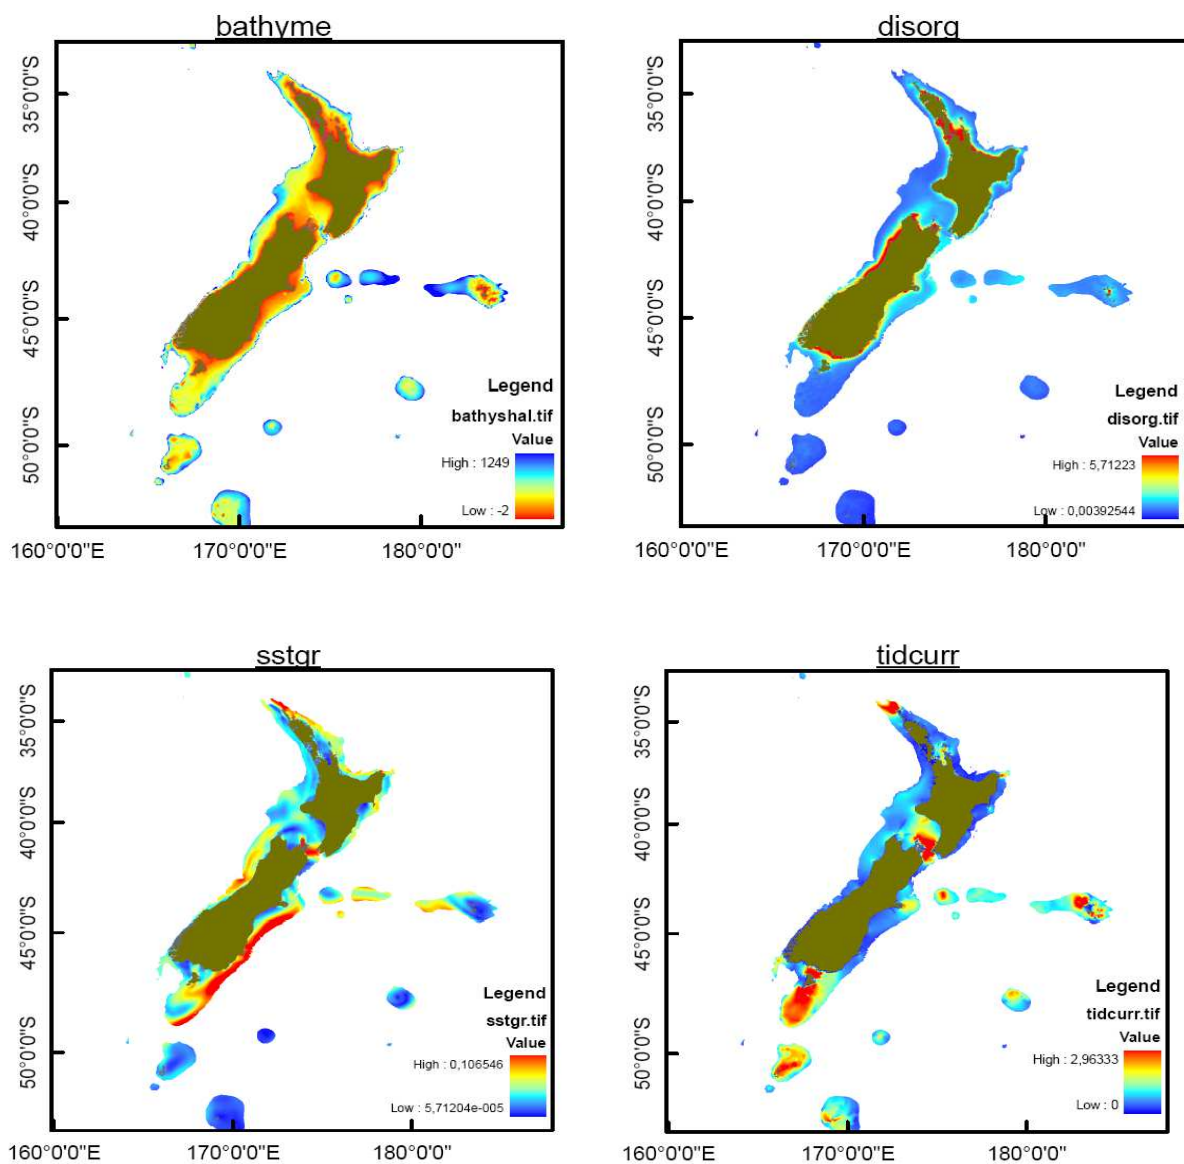 bathyme
35°0'0"S
40°0'0"S
45°0'0"S
50°0'0"S
Legend
bathyshal.tif
Value
High : 1249
Low : -2
160°0'0"E
170°0'0"E
180°0'0"
disorg
35°0'0"S
40°0'0"S
45°0'0"S
50°0'0"S
Legend
disorg.tif
Value
High : 5,71223
Low : 0,00392544
160°0'0"E
170°0'0"E
180°0'0"
sstgr
35°0'0"S
40°0'0"S
45°0'0"S
50°0'0"S
Legend
sstgr.tif
Value
High : 0,106546
Low : 5,71204e-005
160°0'0"E
170°0'0"E
180°0'0"
tidcurr
35°0'0"S
40°0'0"S
45°0'0"S
50°0'0"S
Legend
tidcurr.tif
Value
High : 2,96333
Low : 0
160°0'0"E
170°0'0"E
180°0'0"